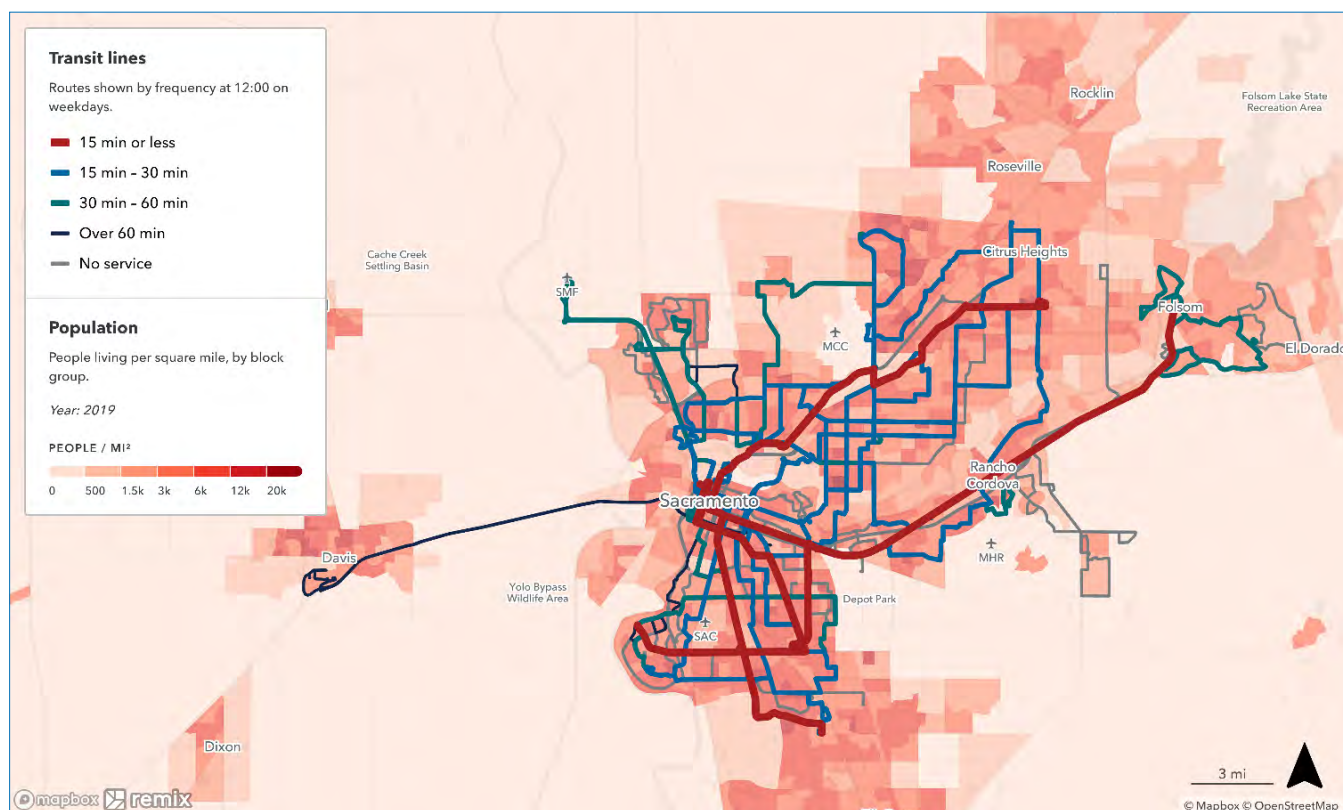 Transit lines
Routes shown by frequency at 12:00 on
weekdays.
15 min or less
15 min – 30 min
30 min – 60 min
Over 60 min
No service
Population
People living per square mile, by block
group.
Year: 2019
PEOPLE / MI²
0 500 1.5k 3k 6k 12k 20k
Rocklin
Folsom Lake State
Recreation Area
Roseville
Cache Creek
Settling Basin
Citrus Heights
SMF
Folsom
MCC
El Dorado
Rancho
Cordova
Sacramento
MHR
Davis
Yolo Bypass
Wildlife Area
Depot Park
SAC
Dixon
3 mi
mapbox remix
© Mapbox © OpenStreetMap